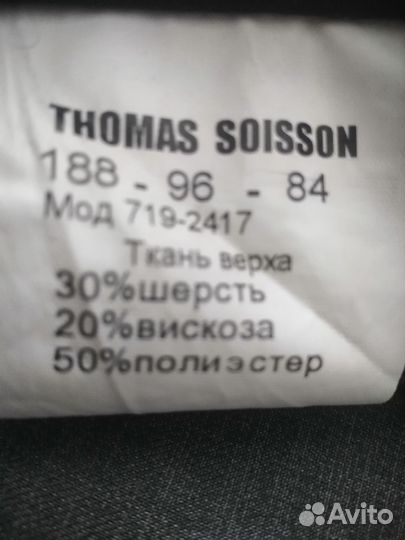 THOMAS SOISSON
188 - 96 - 84
Мод 719-2417
Ткань верха
30%шерсть
20%вискоза
50%полиэстер
Avito